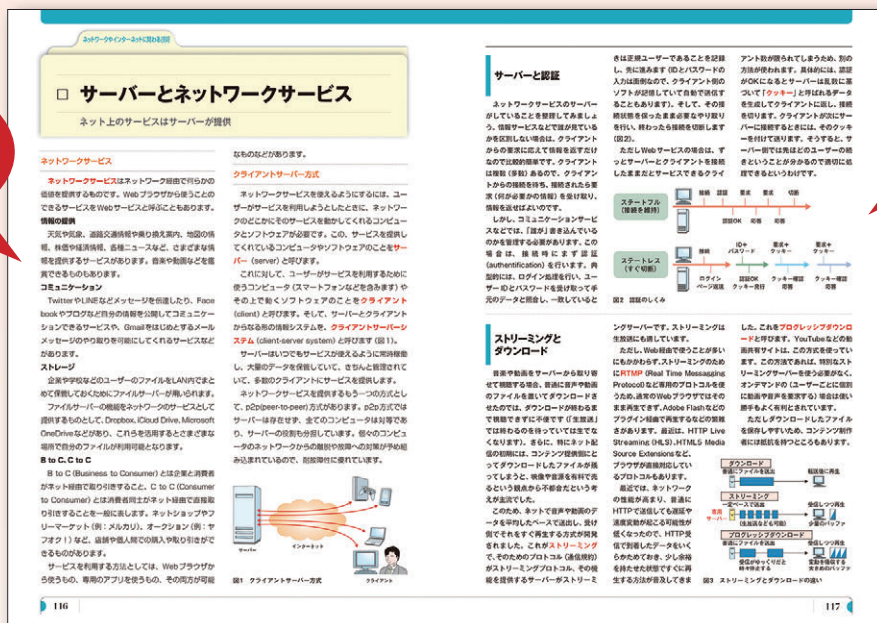 ネットワークやインターネットに関わる技術
サーバーとネットワークサービス
ネット上のサービスはサーバーが提供
ネットワークサービス
ネットワークサービスはネットワーク経由で何らかの
価値を提供するものです。Webブラウザから使うことの
できるサービスをWebサービスと呼ぶこともあります。
情報の提供
天気や気象、道路交通情報や乗り換え案内、地図の情
報、株価や経済情報、各種ニュースなど、さまざまな情
報を提供するサービスがあります。音楽や動画などを鑑
賞できるものもあります。
コミュニケーション
TwitterやLINEなどメッセージを伝達したり、Face
bookやブログなど自分の情報を公開してコミュニケー
ションできるサービスや、Gmailをはじめとするメール
メッセージのやり取りを可能にしてくれるサービスなど
があります。
ストレージ
企業や学校などのユーザーのファイルをLAN内でまと
めて保管しておくためにファイルサーバーが用いられます。
ファイルサーバーの機能をネットワークのサービスとして
提供するものとして、Dropbox、iCloud Drive、Microsoft
OneDriveなどがあり、これらを活用するとさまざまな
場所で自分のファイルが利用可能となります。
B to C、C to C
B to C（Business to Consumer）とは企業と消費者
がネット経由で取り引きすること、C to C（Consumer
to Consumer）とは消費者同士がネット経由で直接取
り引きすることを一般に表します。ネットショップやフ
リーマーケット（例：メルカリ）、オークション（例：ヤ
フオク！）など、店舗や個人間での購入や取り引きがで
きるものがあります。
サービスを利用する方法としては、Webブラウザか
ら使うもの、専用のアプリを使うもの、その両方が可能
なものなどがあります。
クライアントサーバー方式
ネットワークサービスを使えるようにするには、ユー
ザーがサービスを利用しようとしたときに、ネットワー
クのどこかにそのサービスを動かしてくれるコンピュー
タとソフトウェアが必要です。この、サービスを提供し
てくれているコンピュータやソフトウェアのことをサー
バー（server）と呼びます。
これに対して、ユーザーがサービスを利用するために
使うコンピュータ（スマートフォンなどを含みます）や
その上で動くソフトウェアのことをクライアント
（client）と呼びます。そして、サーバーとクライアント
からなる形の情報システムを、クライアントサーバーシ
ステム（client-server system）と呼びます（図1）。
サーバーはいつでもサービスが使えるように常時稼働
し、大量のデータを保管していて、きちんと管理されて
いて、多数のクライアントにサービスを提供します。
ネットワークサービスを提供するもう一つの方式とし
て、p2p(peer-to-peer)方式があります。p2p方式では
サーバーは存在せず、全てのコンピュータは対等であ
り、サーバーの役割も分担しています。個々のコンピュ
ータのネットワークからの離脱や故障への対策が予め組
み込まれているので、耐故障性に優れています。
サーバー
インターネット
クライアント
図1 クライアントサーバー方式
116
サーバーと認証
ネットワークサービスのサーバー
がしていることを整理してみましょ
う。情報サービスなどで誰が見ている
かを区別しない場合は、クライアント
からの要求に応えて情報を返すだけ
なので比較的簡単です。クライアント
は複数（多数）あるので、クライアン
トからの接続を待ち、接続されたら要
求（何が必要かの情報）を受け取り、
情報を返せばよいのです。
しかし、コミュニケーションサービ
スなどでは、「誰が」書き込んでいる
のかを管理する必要があります。この
場合は、接続時にまず認証
（authentification）を行います。典
型的には、ログイン処理を行い、ユー
ザーIDとパスワードを受け取って手
元のデータと照合し、一致していると
きは正規ユーザーであることを記録
し、先に進みます（IDとパスワードの
入力は面倒なので、クライアント側の
ソフトが記憶していて自動で送信す
ることもあります）。そして、その接
続状態を保ったまま必要なやり取り
を行い、終わったら接続を切断します
（図2）。
ただしWebサービスの場合は、ず
っとサーバーとクライアントを接続
したままだとサービスできるクライ
アント数が限られてしまうため、別の
方法が使われます。具体的には、認証
がOKになるとサーバーは乱数に基
づいて「クッキー」と呼ばれるデータ
を生成してクライアントに返し、接続
を切ります。クライアントが次にサー
バーに接続するときには、そのクッキ
ーを付けて送ります。そうすると、サ
ーバー側では先ほどのユーザーの続
きということが分かるので適切に処
理できるというわけです。
ステートフル
（接続を維持）
接続 認証 要求 要求 切断
認証OK 応答 応答
ステートレス
（すぐ切断）
接続
ID+
パスワード
要求+
クッキー
要求+
クッキー
ログイン
ページ返送
認証OK
クッキー発行
クッキー確認
応答
クッキー確認
応答
図2 認証のしくみ
ストリーミングと
ダウンロード
音楽や動画をサーバーから取り寄
せて視聴する場合、普通に音声や動画
のファイルを置いてダウンロードさ
せたのでは、ダウンロードが終わるま
で視聴できずに不便です（生放送は
では終わるのを待っていては生でな
くなります）。さらに、特にネット配
信の初期には、コンテンツ提供側にと
ってダウンロードしたファイルが残
ってしまうと、映像や音源を有料で売
るという観点から不都合だという考
えが主流でした。
このため、ネットで音声や動画のデ
ータを平均したペースで送出し、受け
側でそれをすぐ再生する方式が開発
されました。これがストリーミング
で、そのためのプロトコル（通信規約）
がストリーミングプロトコル、その機
能を提供するサーバーがストリーミ
ングサーバーです。ストリーミングは
生放送にも適しています。
ただし、Web経由で使うことが多い
にもかかわらず、ストリーミングのため
にRTMP（Real Time Messaging
Protocol）など専用のプロトコルを使
うため、通常のWebブラウザではその
まま再生できず、Adobe Flashなどの
プラグイン経由で再生するなどの制約
がありました。最近は、HTTP Live
Streaming（HLS）、HTML5 Media
Source Extensionsなど、
ブラウザが直接対応してい
るプロトコルもあります。
最近では、ネットワーク
の性能が高まり、普通に
HTTPで送信しても遅延や
速度変動が起こる可能性が
低くなったので、HTTP受
信で到着したデータをいく
らかためておき、少し余裕
を持たせた状態ですぐに再
生する方法が普及してきま
した。これをプログレッシブダウンロ
ードと呼びます。YouTubeなどの動
画共有サイトは、この方式を使ってい
ます。この方法であれば、特別なスト
リーミングサーバーを使う必要がなく、
オンデマンドの（ユーザーごとに個別
に動画や音声を要求する）場合は使い
勝手もよく有利とされています。
ただしダウンロードしたファイル
を保存しやすいため、コンテンツ制作
者には抵抗を持つところもあります。
ダウンロード
普通にファイルを送出
転送後に再生
ストリーミング
一定ペースで送出
受信しつつ再生
専用
サーバー
（生放送なども可能）
少量のバッファ
プログレッシブダウンロード
普通にファイルを送出
受信しつつ再生
受信がゆっくりだと
時々停止する
変動を吸収する
大きめのバッファ
図3 ストリーミングとダウンロードの違い
117